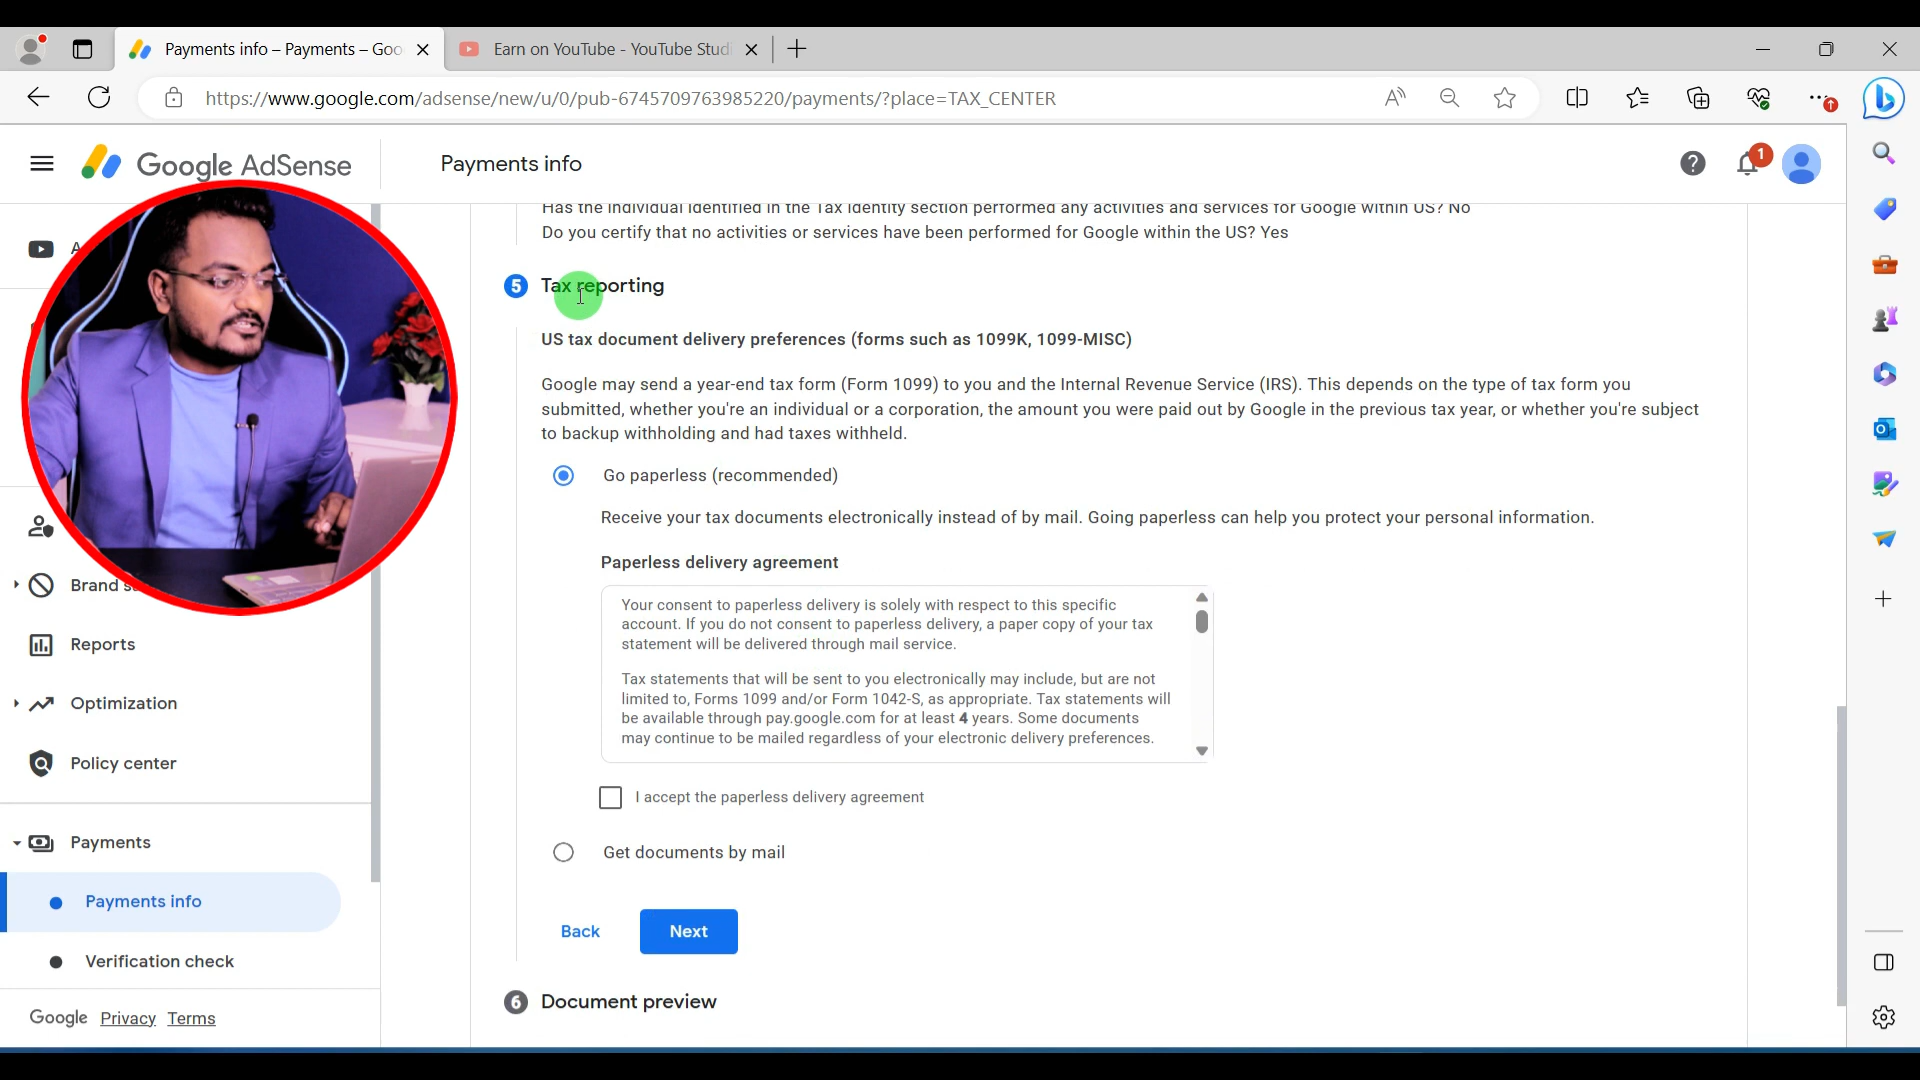 Payments info – Payments – Goo
Earn on YouTube - YouTube Studi
https://www.google.com/adsense/new/u/0/pub-6745709763985220/payments/?place=TAX_CENTER
Google AdSense
Payments info
1
Has the individual identified in the Tax Identity section performed any activities and services for Google within US? No
Do you certify that no activities or services have been performed for Google within the US? Yes
5 Tax reporting
US tax document delivery preferences (forms such as 1099K, 1099-MISC)
Google may send a year-end tax form (Form 1099) to you and the Internal Revenue Service (IRS). This depends on the type of tax form you
submitted, whether you're an individual or a corporation, the amount you were paid out by Google in the previous tax year, or whether you're subject
to backup withholding and had taxes withheld.
Go paperless (recommended)
Receive your tax documents electronically instead of by mail. Going paperless can help you protect your personal information.
Paperless delivery agreement
Your consent to paperless delivery is solely with respect to this specific
account. If you do not consent to paperless delivery, a paper copy of your tax
statement will be delivered through mail service.
Tax statements that will be sent to you electronically may include, but are not
limited to, Forms 1099 and/or Form 1042-S, as appropriate. Tax statements will
be available through pay.google.com for at least 4 years. Some documents
may continue to be mailed regardless of your electronic delivery preferences.
I accept the paperless delivery agreement
Get documents by mail
Back
Next
6 Document preview
Brand
Reports
Optimization
Policy center
Payments
Payments info
Verification check
Google Privacy Terms